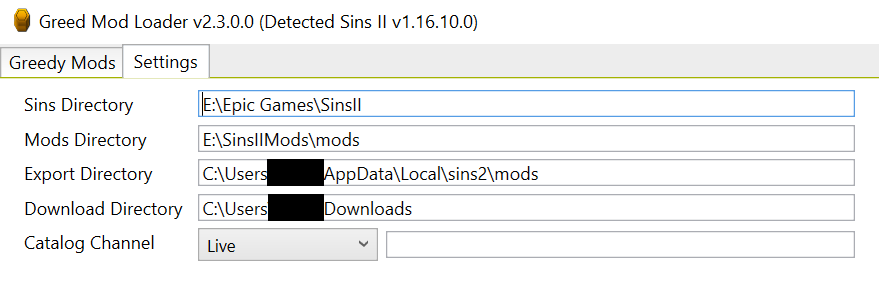 Greed Mod Loader v2.3.0.0 (Detected Sins II v1.16.10.0)
Greedy Mods Settings
Sins Directory E:\Epic Games\SinsII
Mods Directory E:\SinsIIMods\mods
Export Directory C:\Users AppData\Local\sins2\mods
Download Directory C:\Users Downloads
Catalog Channel Live